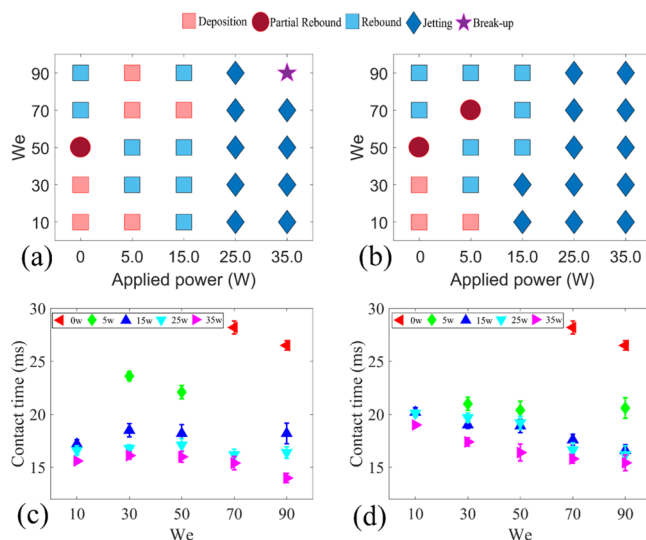 Deposition Partial Rebound Rebound Jetting Break-up
90 90
70 70
We 50 We 50
30 30
10 10
0 5.0 15.0 25.0 35.0 0 5.0 15.0 25.0 35.0
(a) Applied power (W) (b) Applied power (W)
30 30
0w 5w 15w 25w 35w 0w 5w 15w 25w 35w
Contact time (ms) Contact time (ms)
25 25
20 20
15 15
10 30 50 70 90 10 30 50 70 90
(c) We (d) We